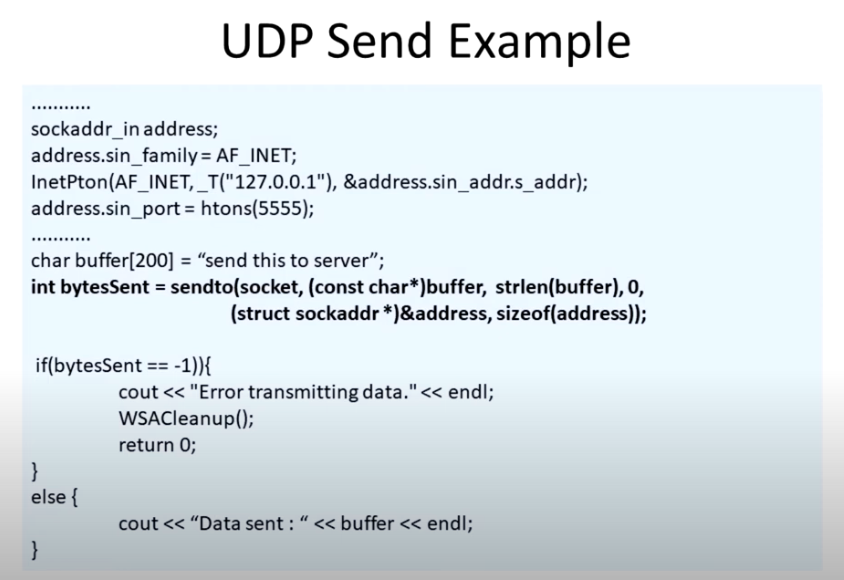 UDP Send Example
...........
sockaddr_in address;
address.sin_family = AF_INET;
InetPton(AF_INET, _T("127.0.0.1"), &address.sin_addr.s_addr);
address.sin_port = htons(5555);
...........
char buffer[200] = “send this to server”;
int bytesSent = sendto(socket, (const char*)buffer, strlen(buffer), 0,
(struct sockaddr *)&address, sizeof(address));
if(bytesSent == -1)){
cout << "Error transmitting data." << endl;
WSACleanup();
return 0;
}
else {
cout << “Data sent : “ << buffer << endl;
}